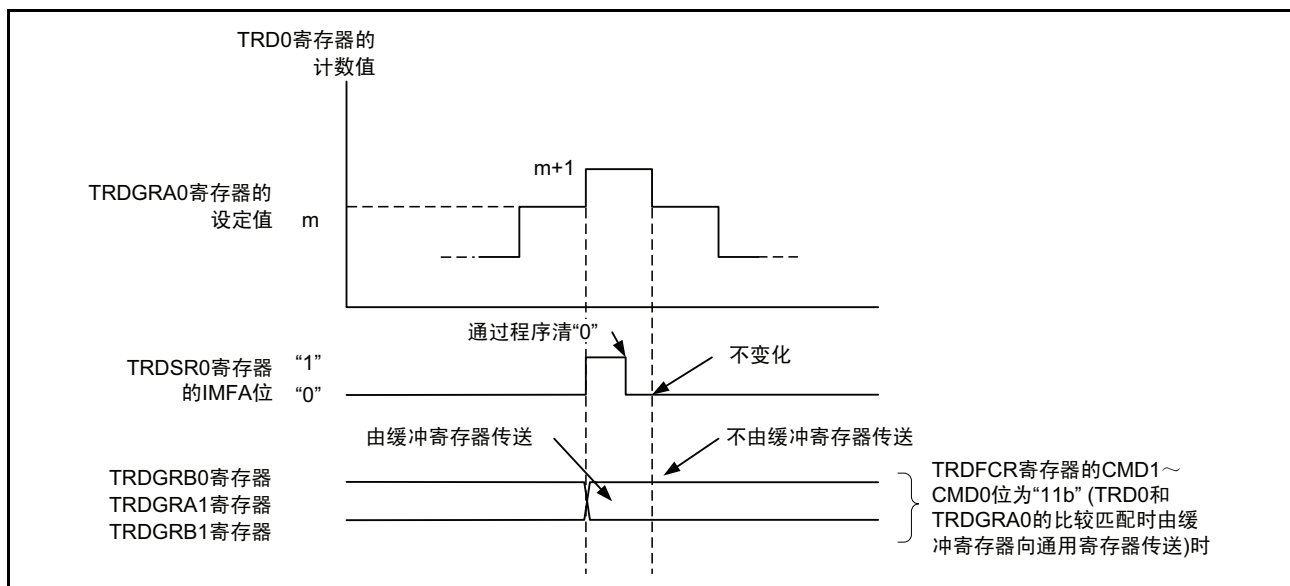 TRD0寄存器的
计数值
m+1
TRDGRA0寄存器的
设定值 m
通过程序清“0”
TRDSR0寄存器 “1”
的IMFA位 “0”
不变化
由缓冲寄存器传送
不由缓冲寄存器传送
TRDGRB0寄存器
TRDGRA1寄存器
TRDGRB1寄存器
TRDFCR寄存器的CMD1～
CMD0位为“11b” (TRD0和
TRDGRA0的比较匹配时由缓
冲寄存器向通用寄存器传送)时